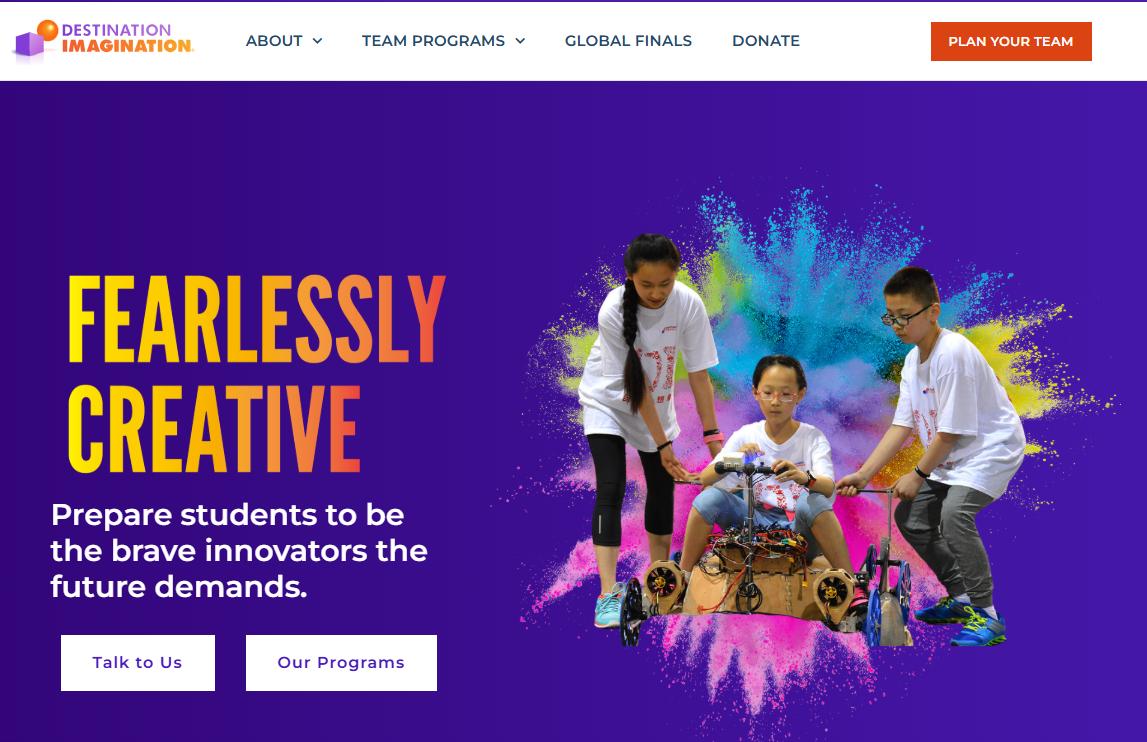 DESTINATION
IMAGINATION
ABOUT
TEAM PROGRAMS
GLOBAL FINALS
DONATE
PLAN YOUR TEAM
FEARLESSLY
CREATIVE
Prepare students to be
the brave innovators the
future demands.
Talk to Us
Our Programs